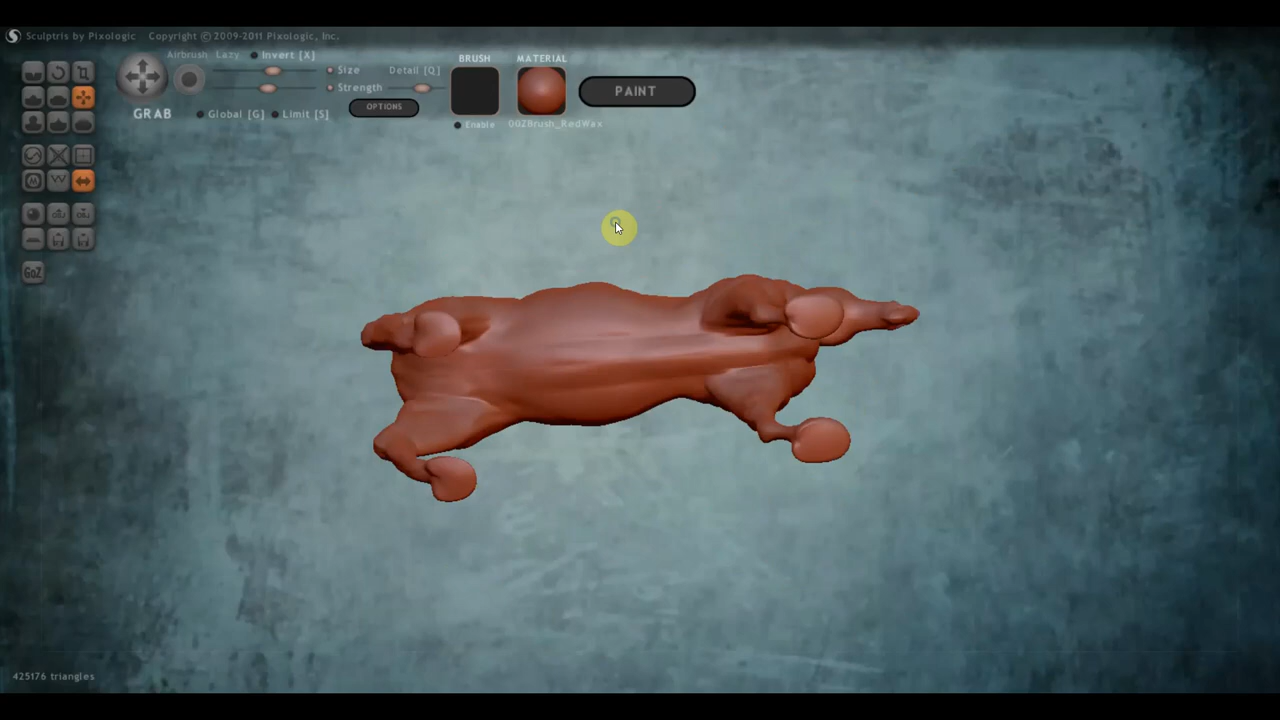 Sculptris by Pixologic Copyright © 2009-2011 Pixologic, Inc.
Airbrush Lazy Invert [X]
BRUSH MATERIAL
Size Detail [Q]
Strength
PAINT
OPTIONS
GRAB Global [G] Limit [S]
Enable 00ZBrush_RedWax
GoZ
425176 triangles